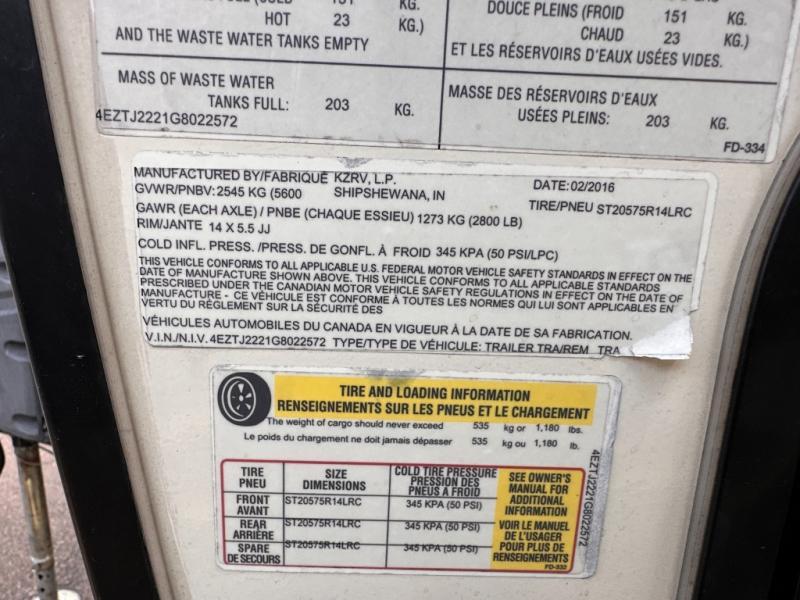 151 KG.
HOT 23 KG.)
AND THE WASTE WATER TANKS EMPTY
DOUCE PLEINS (FROID 151 KG.
CHAUD 23 KG.)
ET LES RÉSERVOIRS D'EAUX USÉES VIDES.
MASS OF WASTE WATER
TANKS FULL: 203 KG.
4EZTJ2221G8022572
MASSE DES RÉSERVOIRS D'EAUX
USÉES PLEINS: 203 KG.
FD-334
MANUFACTURED BY/FABRIQUÉ KZRV, L.P. DATE:02/2016
GVWR/PNBV: 2545 KG (5600 SHIPSHEWANA, IN TIRE/PNEU ST20575R14LRC
GAWR (EACH AXLE) / PNBE (CHAQUE ESSIEU) 1273 KG (2800 LB)
RIM/JANTE 14 X 5.5 JJ
COLD INFL. PRESS. /PRESS. DE GONFL. À FROID 345 KPA (50 PSI/LPC)
THIS VEHICLE CONFORMS TO ALL APPLICABLE U.S. FEDERAL MOTOR VEHICLE SAFETY STANDARDS IN EFFECT ON THE
DATE OF MANUFACTURE SHOWN ABOVE. THIS VEHICLE CONFORMS TO ALL APPLICABLE STANDARDS
PRESCRIBED UNDER THE CANADIAN MOTOR VEHICLE SAFETY REGULATIONS IN EFFECT ON THE DATE OF
MANUFACTURE - CE VÉHICULE EST CONFORME À TOUTES LES NORMES QUI LUI SONT APPLICABLES EN
VERTU DU RÈGLEMENT SUR LA SÉCURITÉ DES
VÉHICULES AUTOMOBILES DU CANADA EN VIGUEUR À LA DATE DE SA FABRICATION.
V.I.N./N.I.V. 4EZTJ2221G8022572 TYPE/TYPE DE VÉHICULE: TRAILER TRA/REM TRA
TIRE AND LOADING INFORMATION
RENSEIGNEMENTS SUR LES PNEUS ET LE CHARGEMENT
The weight of cargo should never exceed 535 kg or 1,180 lbs.
Le poids du chargement ne doit jamais dépasser 535 kg ou 1,180 lb.
TIRE
PNEU
SIZE
DIMENSIONS
COLD TIRE PRESSURE
PRESSION DES
PNEUS A FROID
FRONT
AVANT
ST20575R14LRC
345 KPA (50 PSI)
REAR
ARRIÈRE
ST20575R14LRC
345 KPA (50 PSI)
SPARE
DE SECOURS
ST20575R14LRC
345 KPA (50 PSI)
SEE OWNER'S
MANUAL FOR
ADDITIONAL
INFORMATION
VOIR LE MANUEL
DE L'USAGER
POUR PLUS DE
RENSEIGNEMENTS
FD-332
4EZTJ2221G8022572